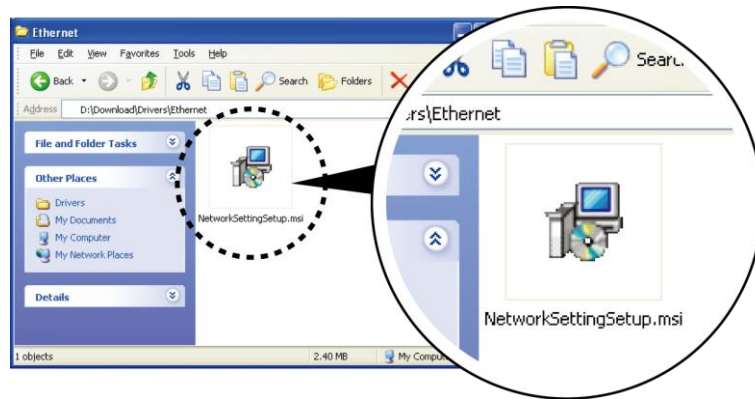 Ethernet
File Edit View Favorites Tools Help
Back Search Folders
Address D:\Download\Drivers\Ethernet
File and Folder Tasks
Other Places
Drivers
My Documents
My Computer
My Network Places
Details
NetworkSettingSetup.msi
1 objects 2.40 MB My Comput
Searc
ers\Ethernet
NetworkSettingSetup.msi